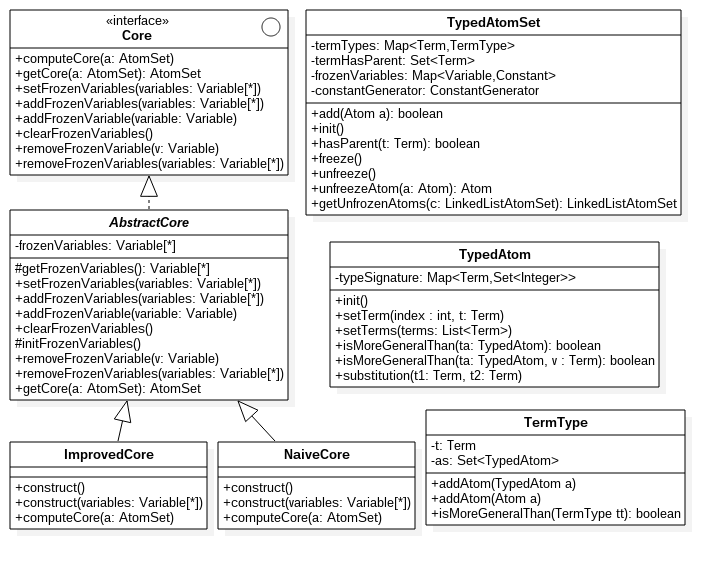 «interface»
Core
+computeCore(a: AtomSet)
+getCore(a: AtomSet): AtomSet
+setFrozenVariables(variables: Variable[*])
+addFrozenVariables(variables: Variable[*])
+addFrozenVariable(variable: Variable)
+clearFrozenVariables()
+removeFrozenVariable(v: Variable)
+removeFrozenVariables(variables: Variable[*])
AbstractCore
-frozenVariables: Variable[*]
#getFrozenVariables(): Variable[*]
+setFrozenVariables(variables: Variable[*])
+addFrozenVariables(variables: Variable[*])
+addFrozenVariable(variable: Variable)
+clearFrozenVariables()
#initFrozenVariables()
+removeFrozenVariable(v: Variable)
+removeFrozenVariables(variables: Variable[*])
+getCore(a: AtomSet): AtomSet
ImprovedCore
+construct()
+construct(variables: Variable[*])
+computeCore(a: AtomSet)
NaiveCore
+construct()
+construct(variables: Variable[*])
+computeCore(a: AtomSet)
TypedAtomSet
-termTypes: Map<Term,TermType>
-termHasParent: Set<Term>
-frozenVariables: Map<Variable,Constant>
-constantGenerator: ConstantGenerator
+add(Atom a): boolean
+init()
+hasParent(t: Term): boolean
+freeze()
+unfreeze()
+unfreezeAtom(a: Atom): Atom
+getUnfrozenAtoms(c: LinkedListAtomSet): LinkedListAtomSet
TypedAtom
-typeSignature: Map<Term,Set<Integer>>
+init()
+setTerm(index : int, t: Term)
+setTerms(terms: List<Term>)
+isMoreGeneralThan(ta: TypedAtom): boolean
+isMoreGeneralThan(ta: TypedAtom, v : Term): boolean
+substitution(t1: Term, t2: Term)
TermType
-t: Term
-as: Set<TypedAtom>
+addAtom(TypedAtom a)
+addAtom(Atom a)
+isMoreGeneralThan(TermType tt): boolean